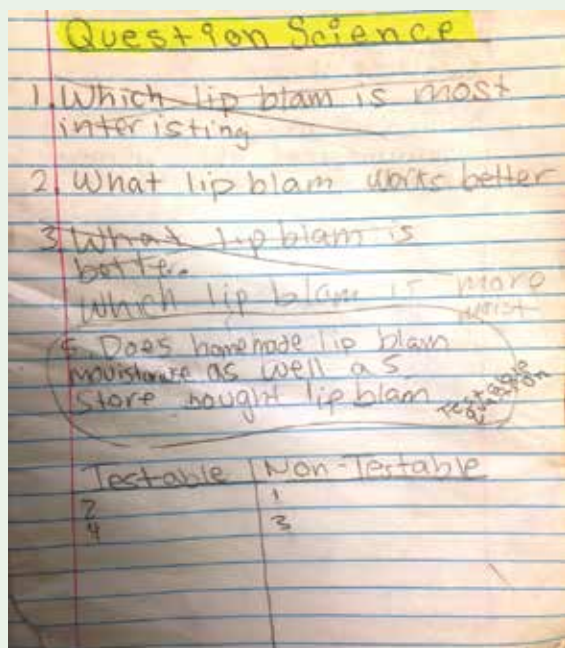 Question Science
1. Which lip blam is most
interisting
2. What lip blam works better
3. What lip blam is
better
Which lip blam is more
moist
5. Does homemade lip blam
as well as
store bought lip blam
Testable
question
Testable | Non-Testable
2 1
4 3